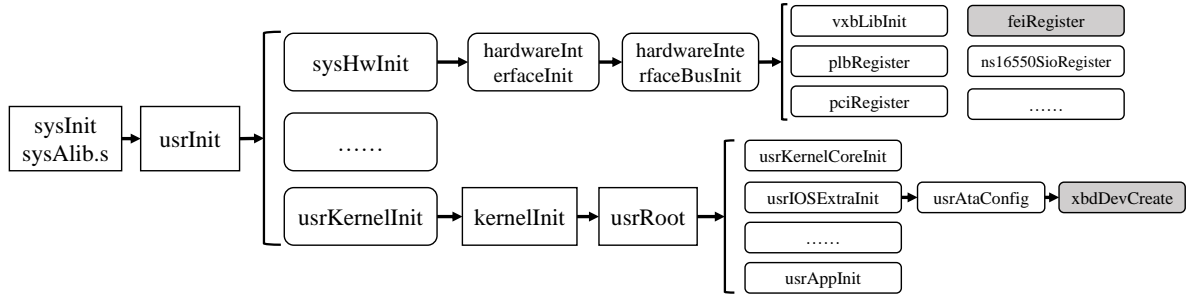 sysInit
sysAlib.s
usrInit
sysHwInit
hardwareInt
erfaceInit
hardwareInte
rfaceBusInit
vxbLibInit
feiRegister
plbRegister
ns16550SioRegister
pciRegister
……
……
usrKernelInit
kernelInit
usrRoot
usrKernelCoreInit
usrIOSExtraInit
usrAtaConfig
xbdDevCreate
……
usrAppInit